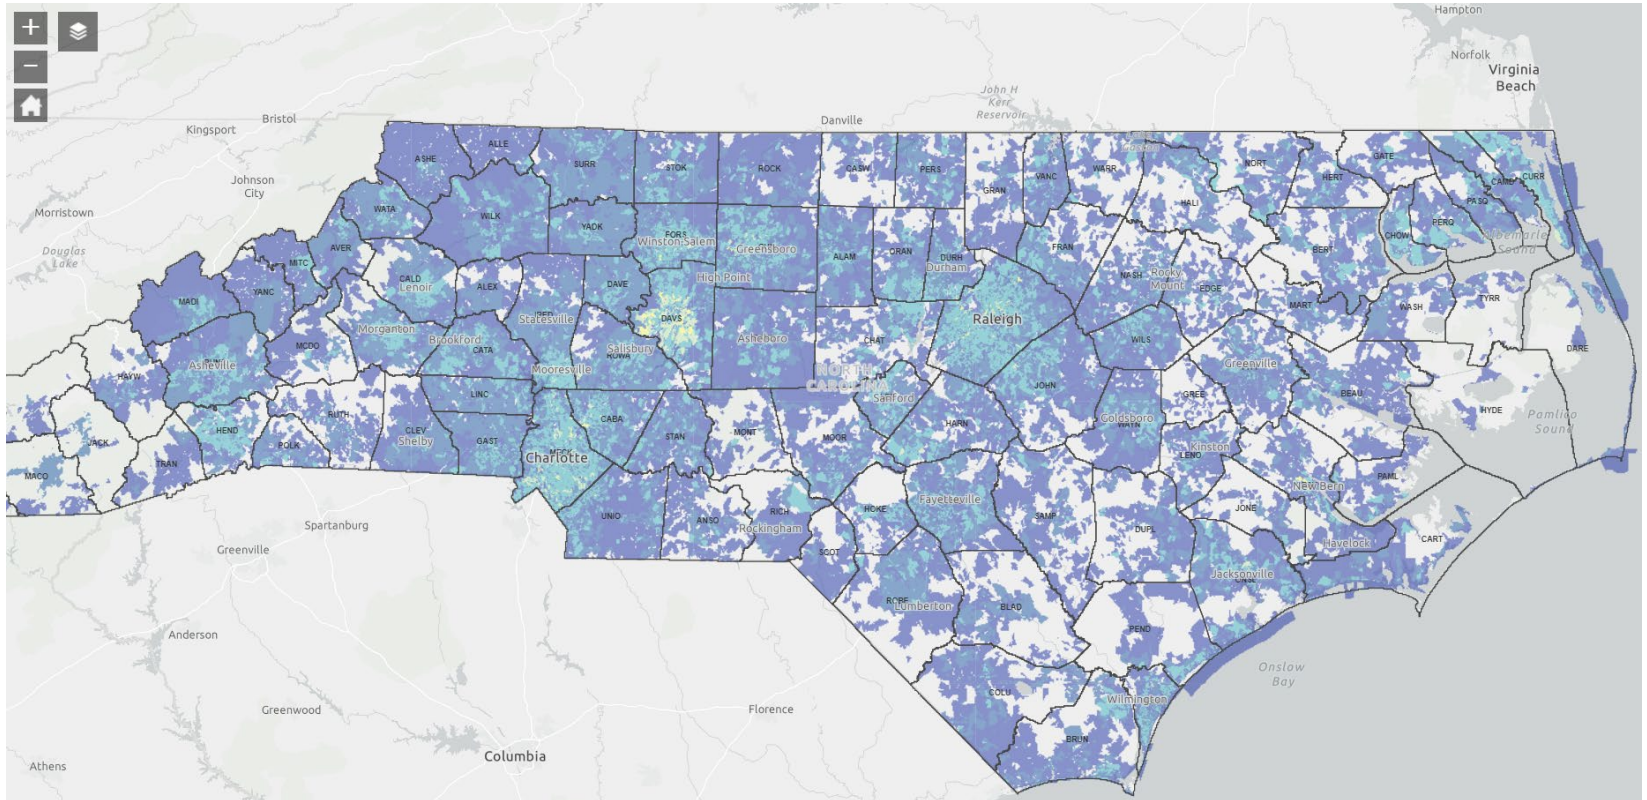 Hampton
Norfolk
Virginia
Beach
John H
Kerr
Reservoir
Danville
Bristol
Kingsport
Johnson
City
Morristown
Douglas
Lake
ASHE
ALLE
SURR
STOK
ROCK
CASW
PERS
GRAN
VANC
WARR
NORT
HALI
HERT
GATE
CAMD
CURR
PASQ
PERQ
CHOW
Albemarle
Sound
BERT
WATA
WILK
YADK
FORS
Winston-Salem
Greensboro
ALAM
ORAN
DURH
Durham
FRAN
NASH
Rocky
Mount
EDGE
MART
WASH
TYRR
DARE
AVER
MITC
YANC
MADI
CALD
Lenoir
ALEX
Statesville
DAVE
High Point
DAVS
Raleigh
WILS
Greenville
BEAU
HYDE
Pamlico
Sound
Morganton
MCDO
Brookford
CATA
Mooresville
Salisbury
ROWA
Asheboro
CHAT
NORTH
CAROLINA
Sanford
JOHN
GREE
HAYW
Asheville
HEND
RUTH
POLK
CLEV
Shelby
LINC
GAST
CABA
STAN
MONT
MOOR
HARN
Goldsboro
WAYN
Kinston
LENO
JACK
MACO
TRAN
MECK
Charlotte
UNIO
ANSO
RICH
Rockingham
SCOT
HOKE
Fayetteville
SAMP
DUPL
JONE
New Bern
PAML
Havelock
CART
Jacksonville
ONSL
Spartanburg
Greenville
Anderson
Greenwood
Athens
Columbia
Florence
ROBE
Lumberton
BLAD
PEND
COLU
Wilmington
BRUN
Onslow
Bay